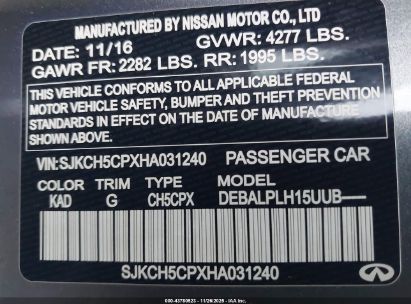 MANUFACTURED BY NISSAN MOTOR CO., LTD
DATE: 11/16 GVWR: 4277 LBS.
GAWR FR: 2282 LBS. RR: 1995 LBS.
THIS VEHICLE CONFORMS TO ALL APPLICABLE FEDERAL
MOTOR VEHICLE SAFETY, BUMPER AND THEFT PREVENTION
STANDARDS IN EFFECT ON THE DATE OF MANUFACTURE
SHOWN ABOVE.
VIN:SJKCH5CPXHA031240 PASSENGER CAR
COLOR TRIM TYPE MODEL
KAD G CH5CPX DEBALPLH15UUB——
SJKCH5CPXHA031240